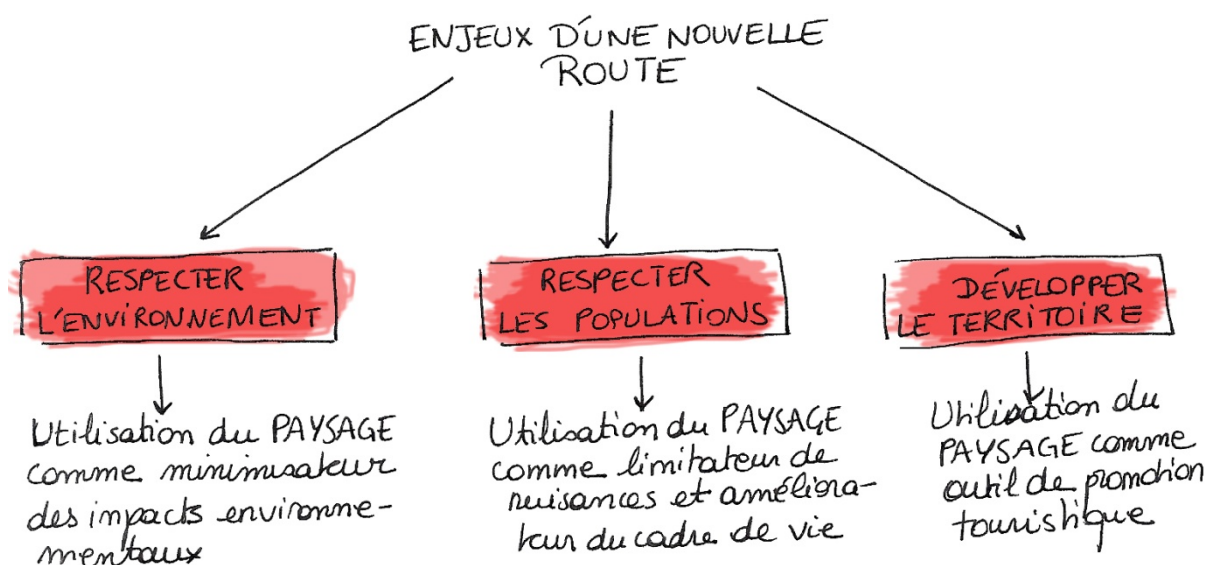 ENJEUX D'UNE NOUVELLE
ROUTE
RESPECTER
L'ENVIRONNEMENT
Utilisation du PAYSAGE
comme minimisateur
des impacts environne-
mentaux
RESPECTER
LES POPULATIONS
Utilisation du PAYSAGE
comme limitateur de
nuisances et améliora-
teur du cadre de vie
DÉVELOPPER
LE TERRITOIRE
Utilisation du
PAYSAGE comme
outil de promotion
touristique